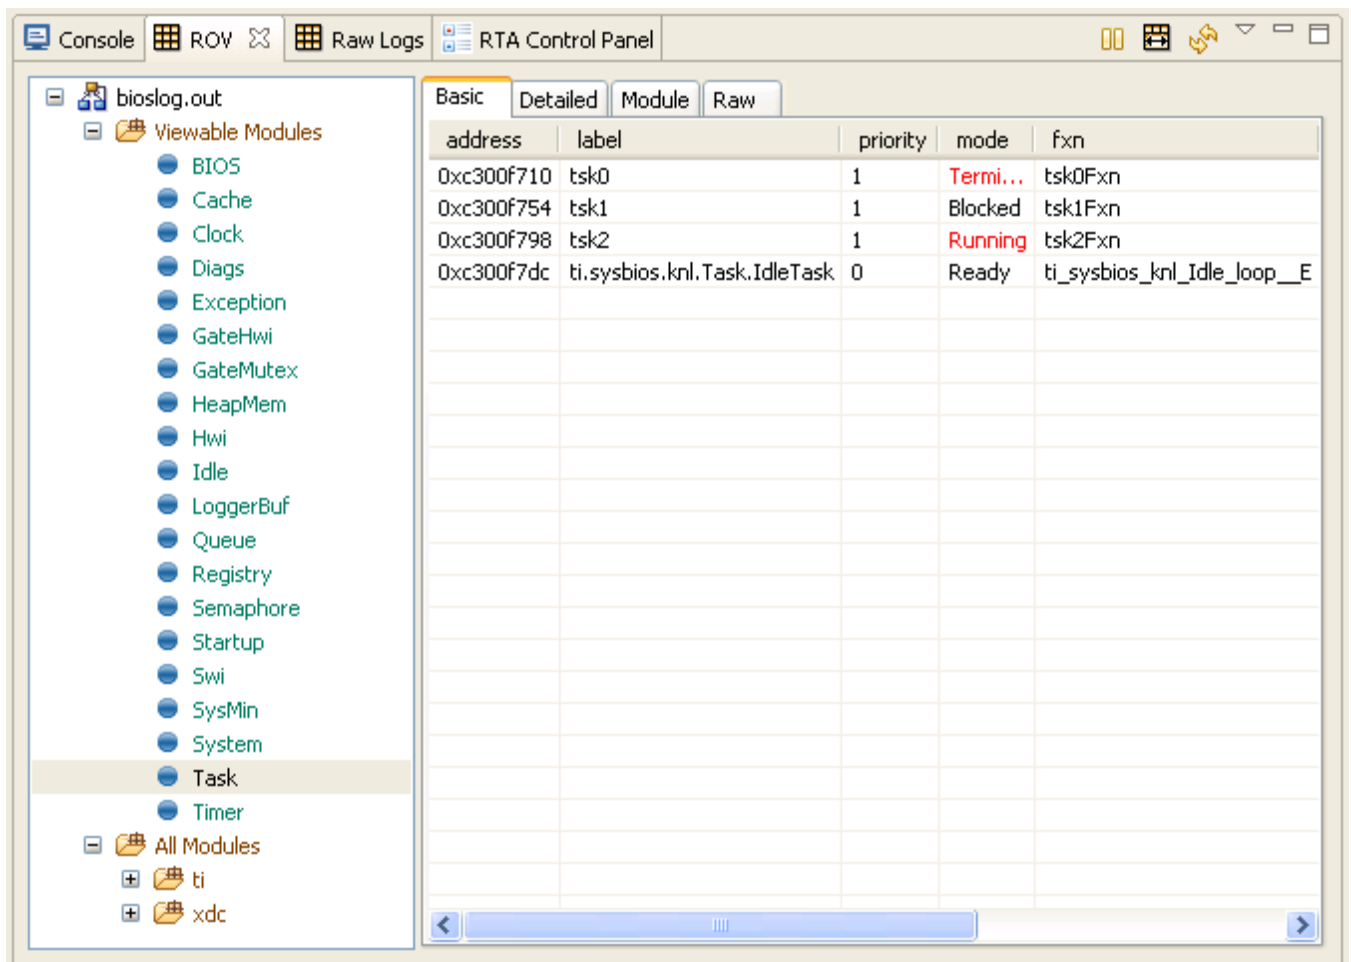 Console ROV Raw Logs RTA Control Panel
bioslog.out
Viewable Modules
BIOS
Cache
Clock
Diags
Exception
GateHwi
GateMutex
HeapMem
Hwi
Idle
LoggerBuf
Queue
Registry
Semaphore
Startup
Swi
SysMin
System
Task
Timer
All Modules
ti
xdc
Basic Detailed Module Raw
address label priority mode fxn
0xc300f710 tsk0 1 Termi... tsk0Fxn
0xc300f754 tsk1 1 Blocked tsk1Fxn
0xc300f798 tsk2 1 Running tsk2Fxn
0xc300f7dc ti.sysbios.knl.Task.IdleTask 0 Ready ti_sysbios_knl_Idle_loop__E